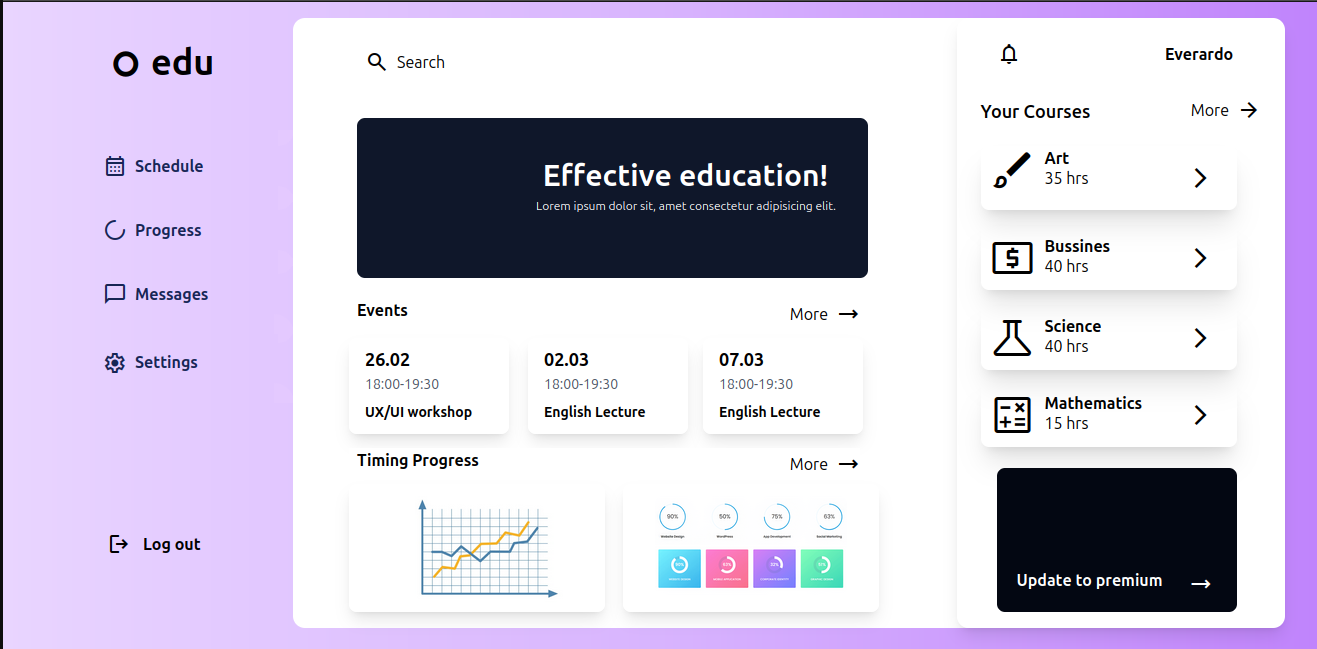 edu
Schedule
Progress
Messages
Settings
Log out
Search
Effective education!
Lorem ipsum dolor sit, amet consectetur adipisicing elit.
Events
More
26.02
18:00-19:30
UX/UI workshop
02.03
18:00-19:30
English Lecture
07.03
18:00-19:30
English Lecture
Timing Progress
More
90%
50%
75%
63%
Website Design
WordPress
App Development
Social Marketing
Everardo
Your Courses
More
Art
35 hrs
Bussines
40 hrs
Science
40 hrs
Mathematics
15 hrs
Update to premium